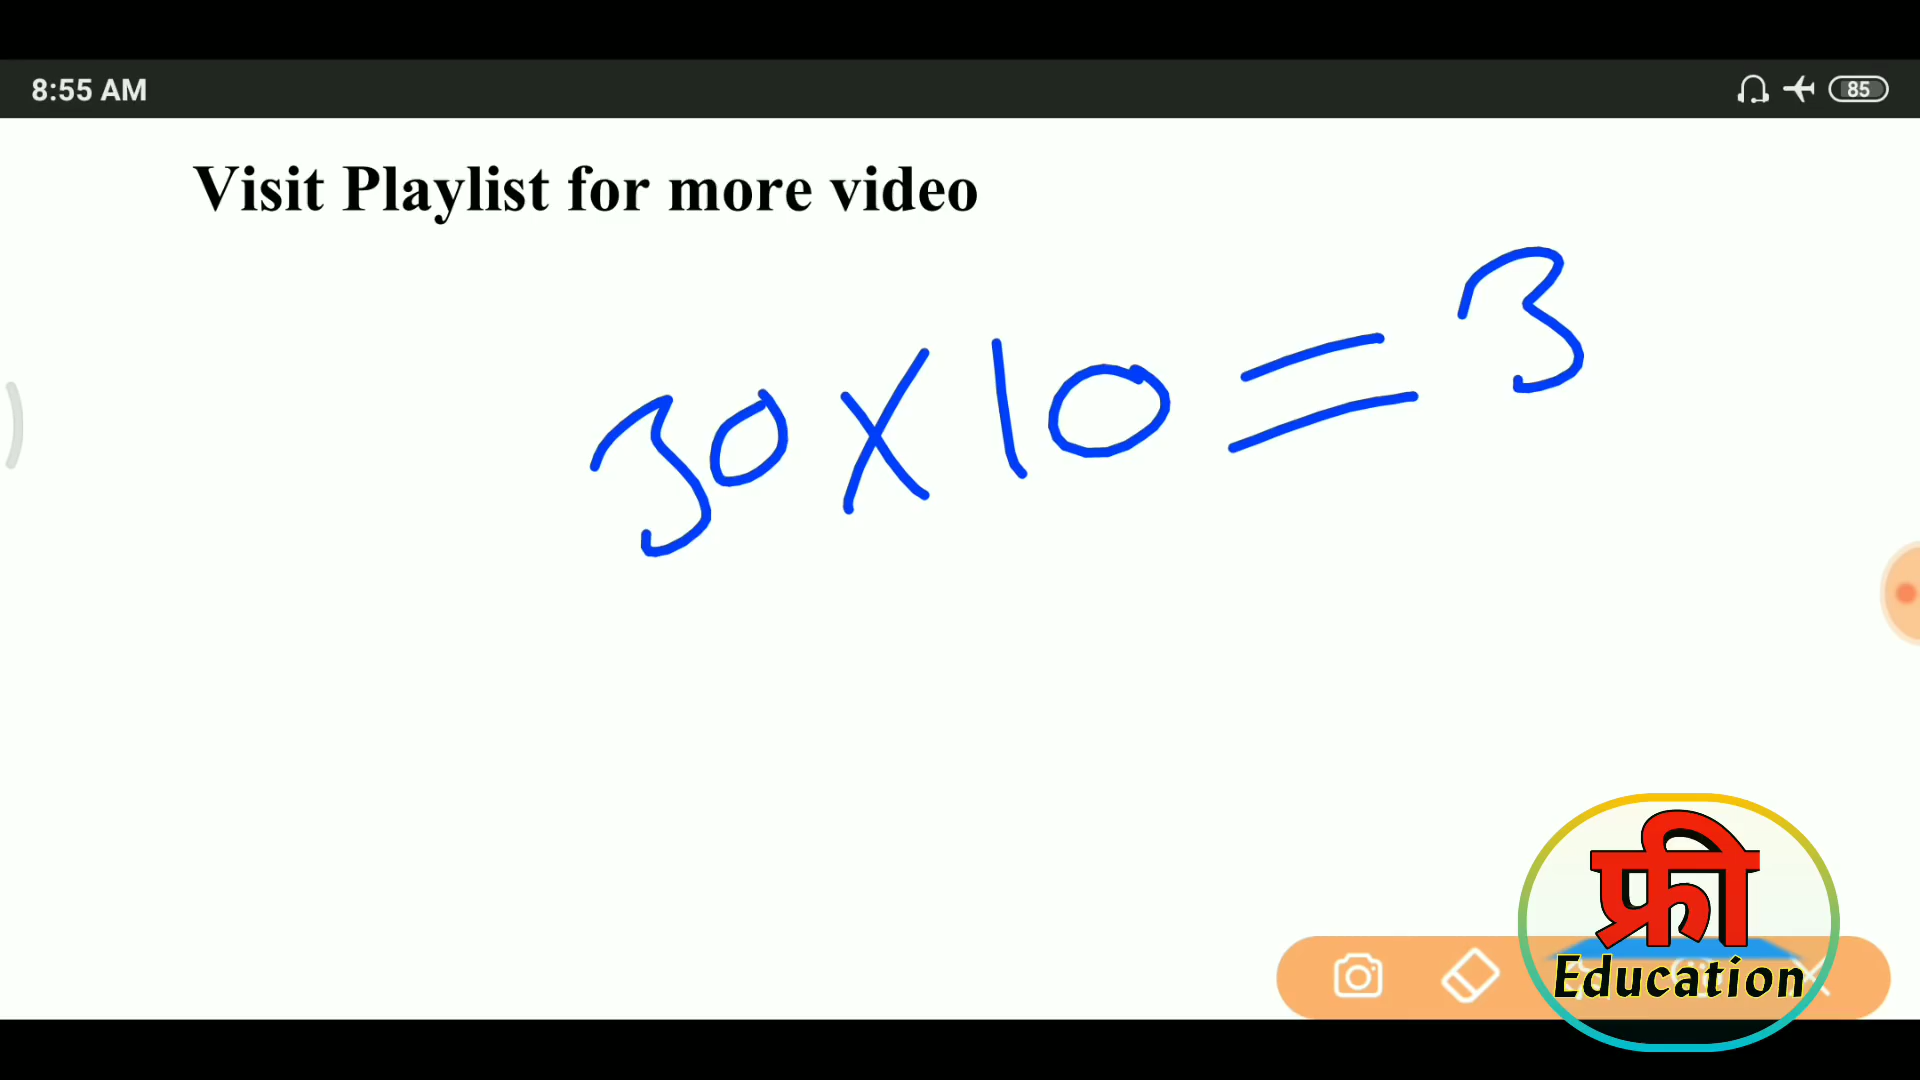 8:55 AM
85
Visit Playlist for more video
30 × 10 = 3
फ्री
Education